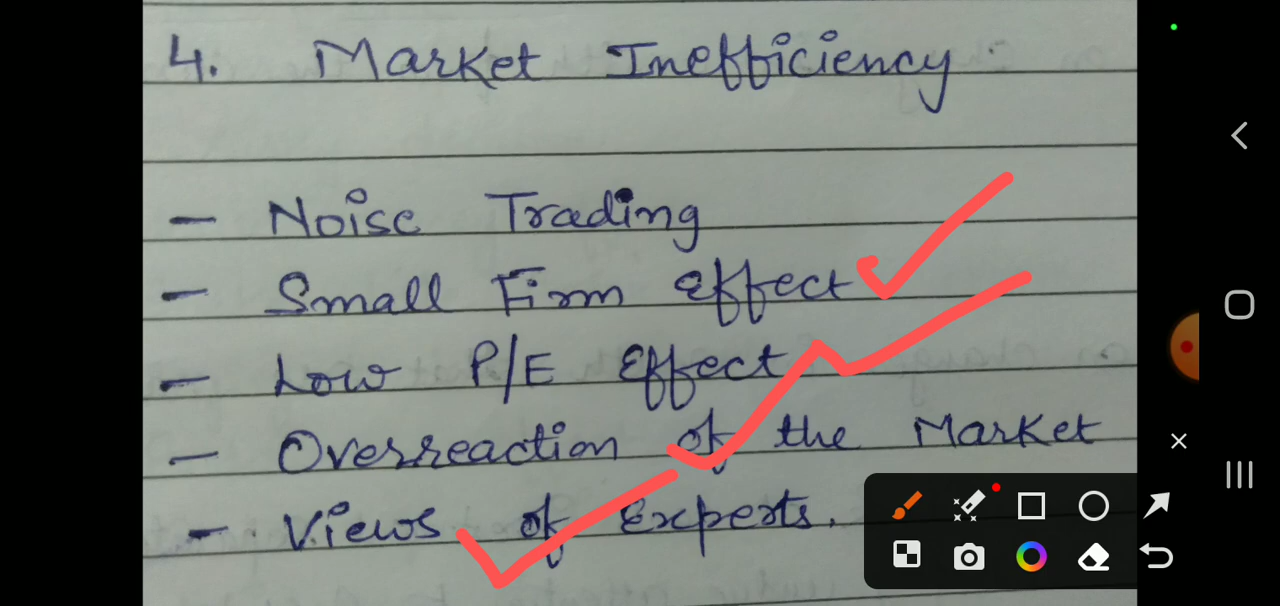 4. Market Inefficiency
- Noise Trading
- Small Firm Effect
- Low P/E Effect
- Overreaction of the Market
- Views of Experts.